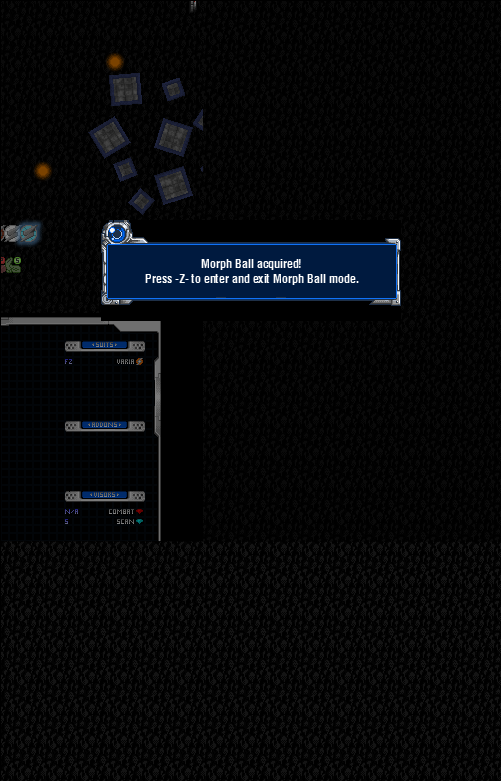 S
Morph Ball acquired!
Press -Z- to enter and exit Morph Ball mode.
SUITS
F2 VARIA
ADDONS
VISORS
N/A COMBAT
S SCAN